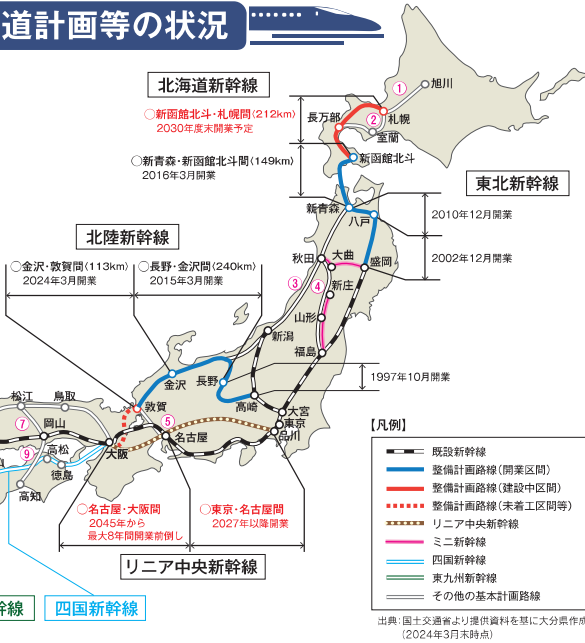 道計画等の状況
北海道新幹線
○新函館北斗・札幌間(212km)
2030年度末開業予定
○新青森・新函館北斗間(149km)
2016年3月開業
①
旭川
長万部
②
札幌
室蘭
新函館北斗
東北新幹線
新青森
八戸
2010年12月開業
北陸新幹線
○金沢・敦賀間(113km)
2024年3月開業
○長野・金沢間(240km)
2015年3月開業
秋田
大曲
盛岡
2002年12月開業
③
④
新庄
山形
新潟
福島
金沢
長野
1997年10月開業
高崎
松江
鳥取
敦賀
大宮
東京
品川
⑤
⑦
岡山
名古屋
大阪
⑨
高松
徳島
高知
○名古屋・大阪間
2045年から
最大8年間開業前倒し
○東京・名古屋間
2027年以降開業
リニア中央新幹線
幹線
四国新幹線
【凡例】
既設新幹線
整備計画路線(開業区間)
整備計画路線(建設中区間)
整備計画路線(未着工区間等)
リニア中央新幹線
ミニ新幹線
四国新幹線
東九州新幹線
その他の基本計画路線
出典:国土交通省より提供資料を基に大分県作成
(2024年3月末時点)